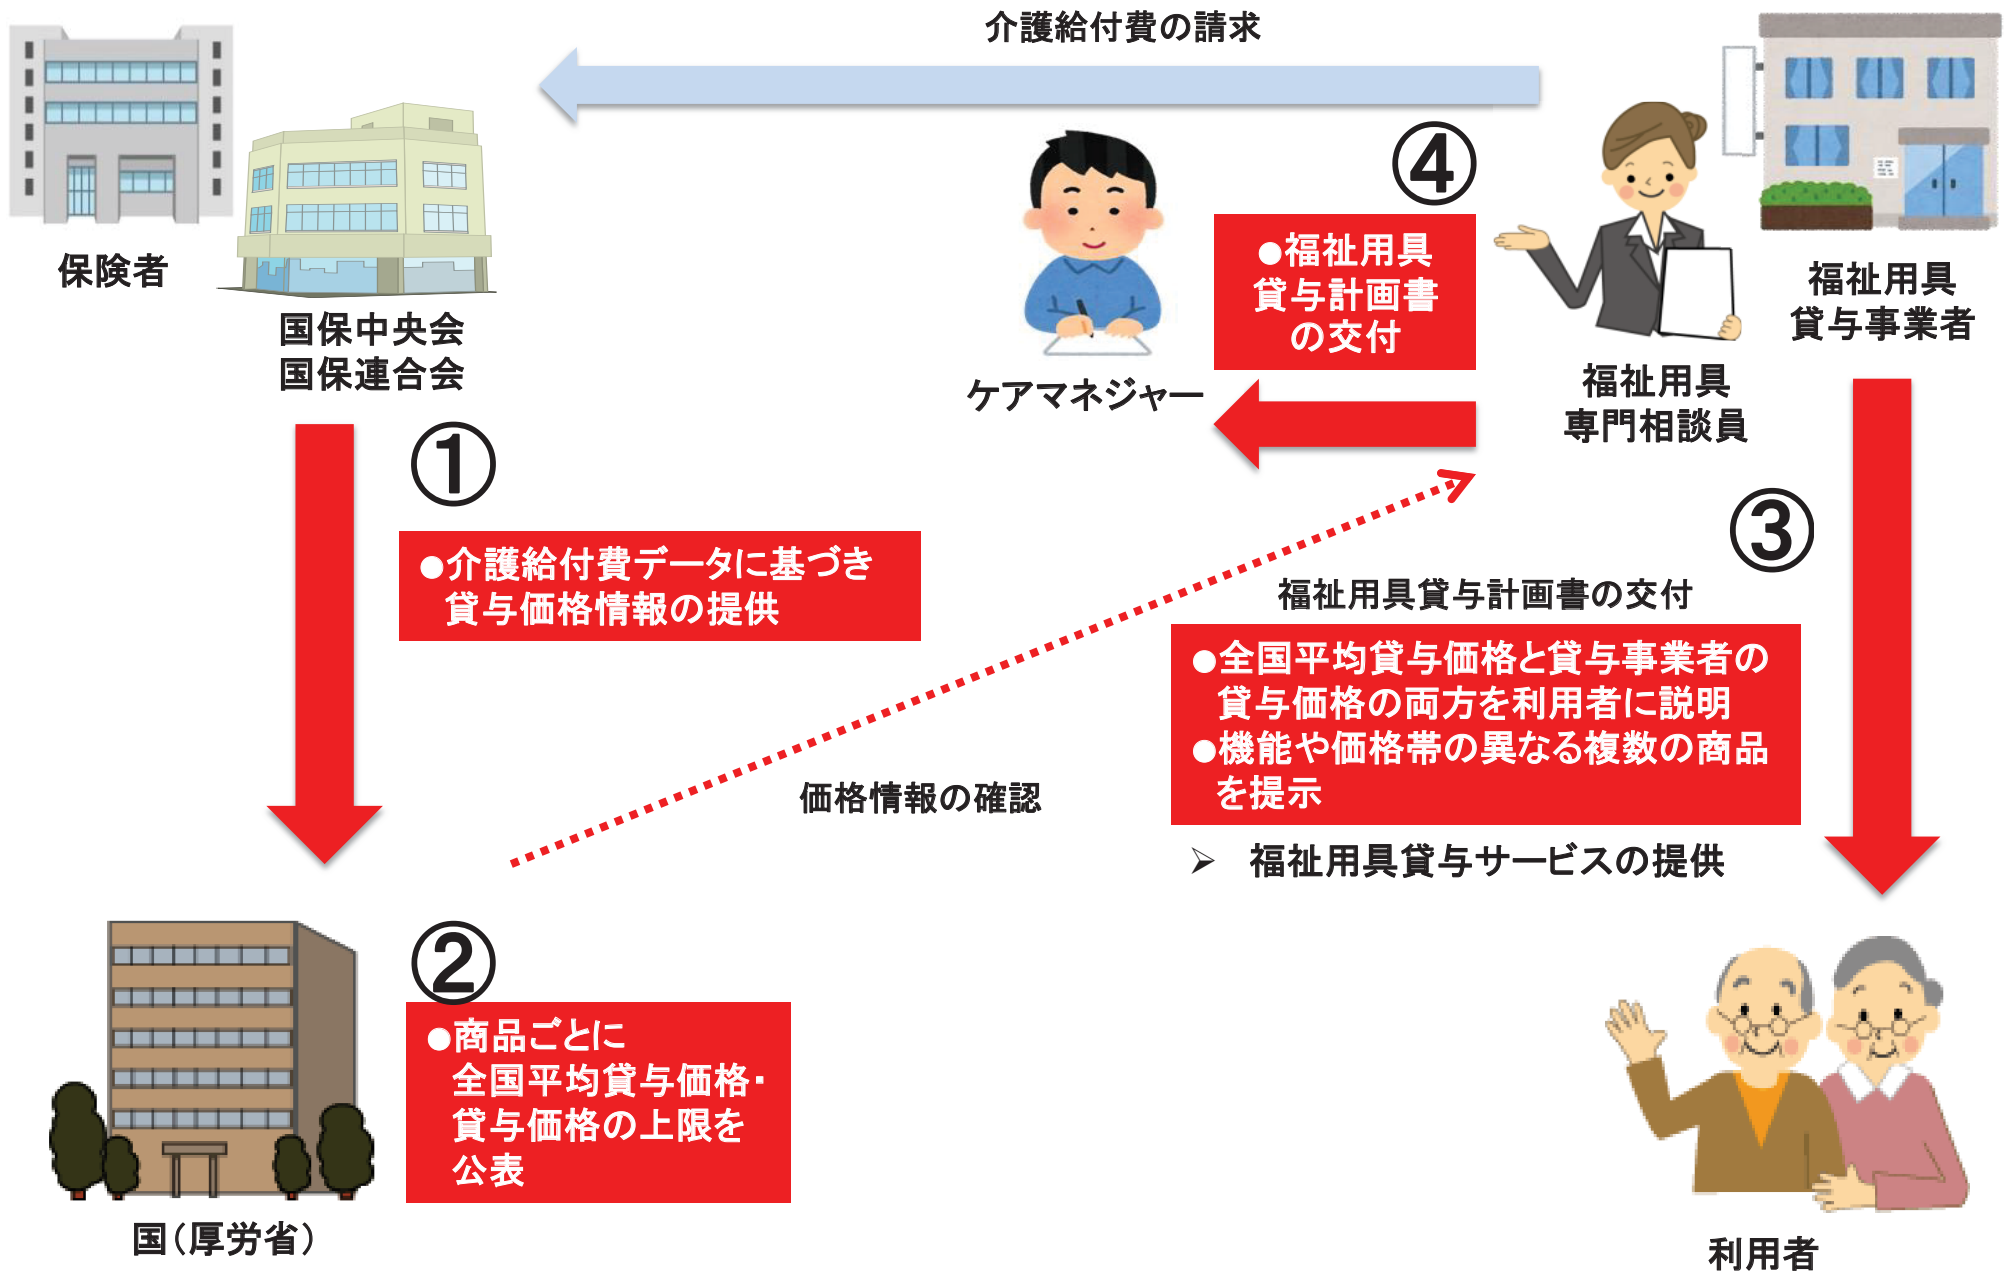 介護給付費の請求
保険者
国保中央会
国保連合会
ケアマネジャー
④
●福祉用具
貸与計画書
の交付
福祉用具
専門相談員
福祉用具
貸与事業者
①
●介護給付費データに基づき
貸与価格情報の提供
③
福祉用具貸与計画書の交付
●全国平均貸与価格と貸与事業者の
貸与価格の両方を利用者に説明
●機能や価格帯の異なる複数の商品
を提示
➢ 福祉用具貸与サービスの提供
価格情報の確認
②
●商品ごとに
全国平均貸与価格・
貸与価格の上限を
公表
国（厚労省）
利用者